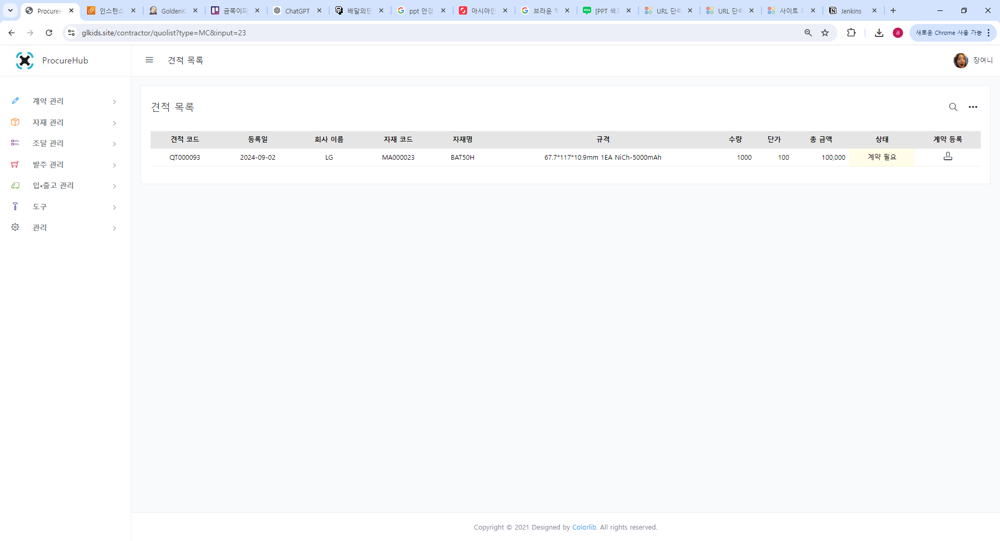 ProcureH
인스턴스
GoldenK
금쪽이파
ChatGPT
배달의민
ppt 안경
아시아인
브라운 턱
[PPT 색조
URL 단축
URL 단축
사이트 0
Jenkins
glkids.site/contractor/quolist?type=MC&input=23
곰
새로운 Chrome 사용 가능
ProcureHub
견적 목록
장여니
계약 관리
자재 관리
조달 관리
발주 관리
입•출고 관리
도구
관리
견적 목록
견적 코드 등록일 회사 이름 자재 코드 자재명 규격 수량 단가 총 금액 상태 계약 등록
QT000093 2024-09-02 LG MA000023 BAT50H 67.7*117*10.9mm 1EA NiCh-5000mAh 1000 100 100,000 계약 필요
Copyright © 2021 Designed by Colorlib. All rights reserved.